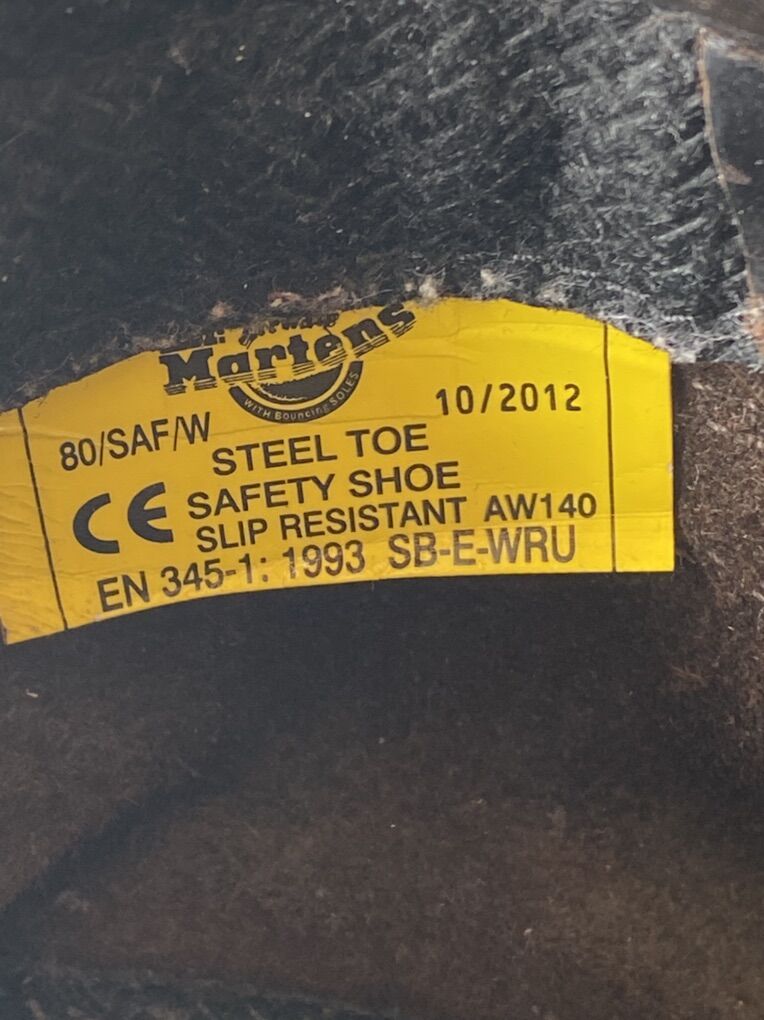 Martens
WITH Bouncing SOLES
10/2012
80/SAF/W
STEEL TOE
CE SAFETY SHOE
SLIP RESISTANT AW140
EN 345-1: 1993 SB-E-WRU